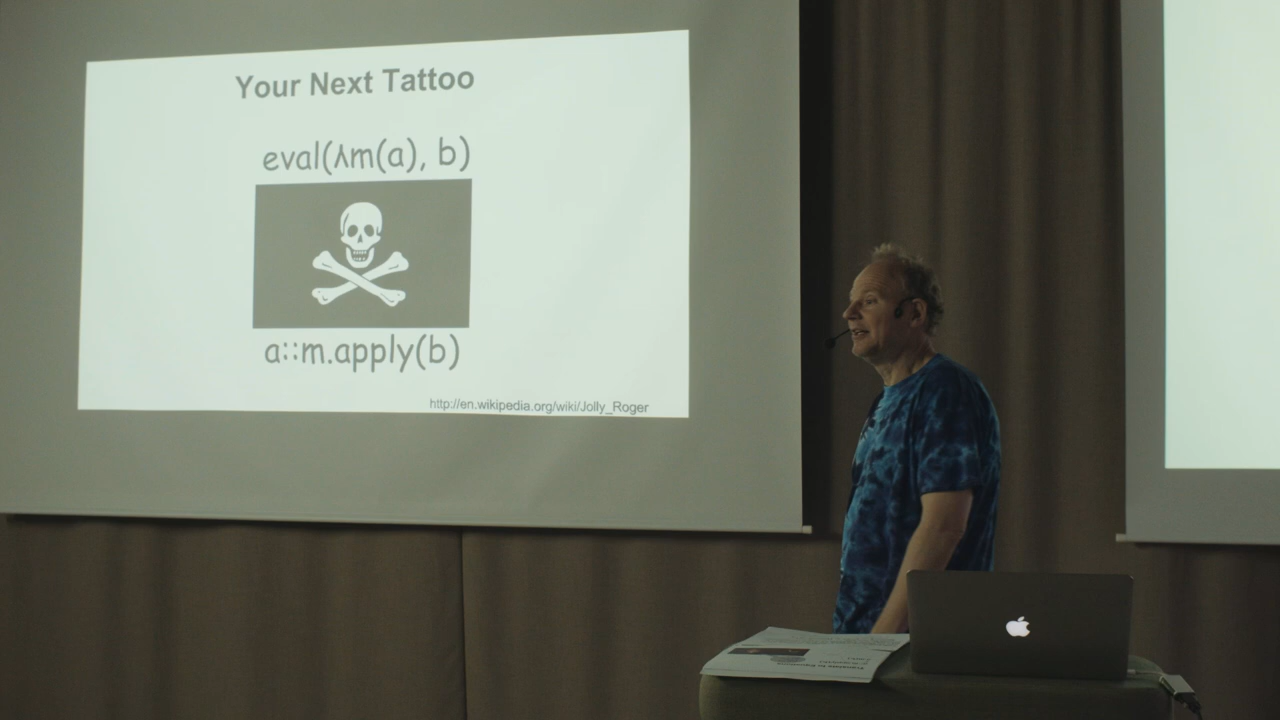 Your Next Tattoo
eval(λm(a), b)
a::m.apply(b)
http://en.wikipedia.org/wiki/Jolly_Roger